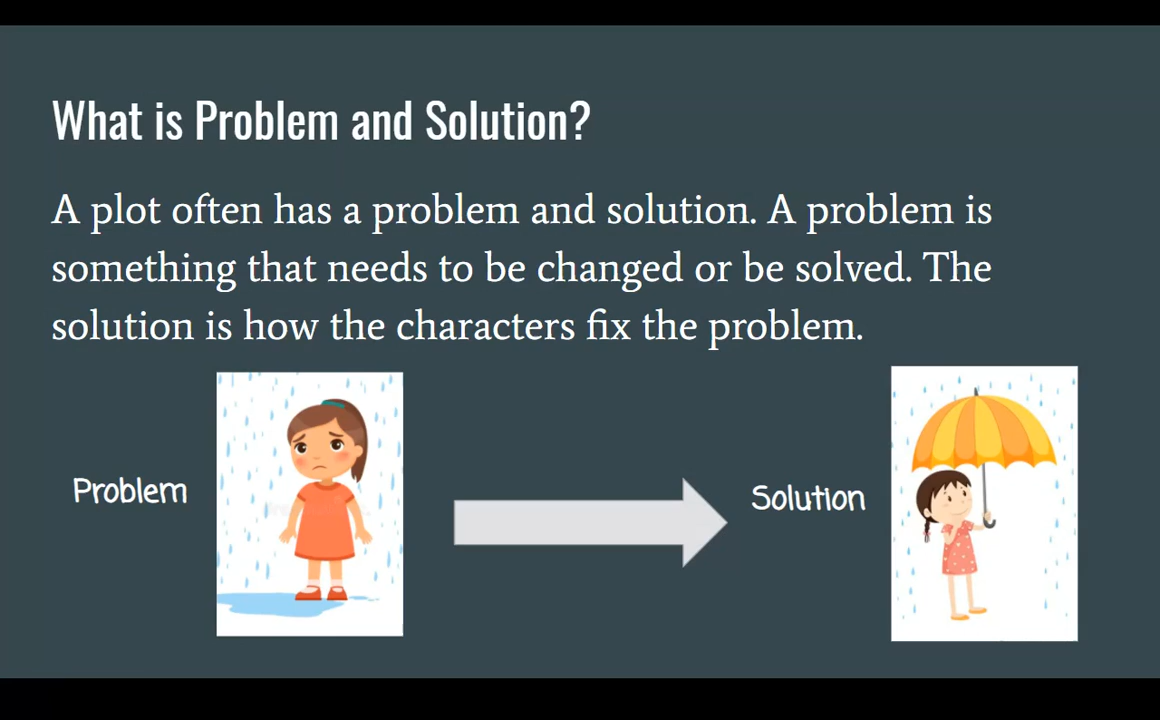 What is Problem and Solution?
A plot often has a problem and solution. A problem is
something that needs to be changed or be solved. The
solution is how the characters fix the problem.
Problem
Solution